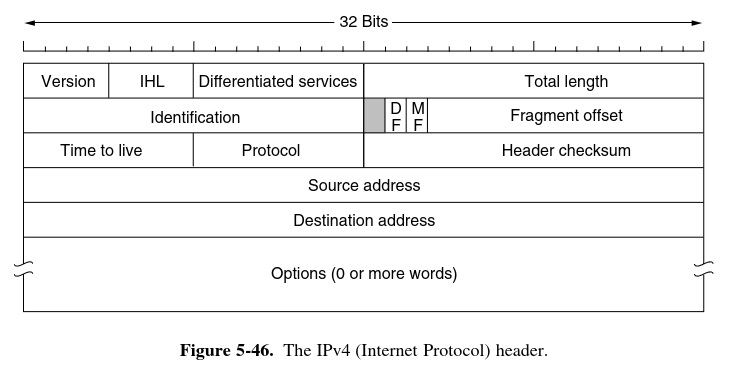 32 Bits
Version IHL Differentiated services Total length
Identification D F M F Fragment offset
Time to live Protocol Header checksum
Source address
Destination address
Options (0 or more words)
Figure 5-46. The IPv4 (Internet Protocol) header.